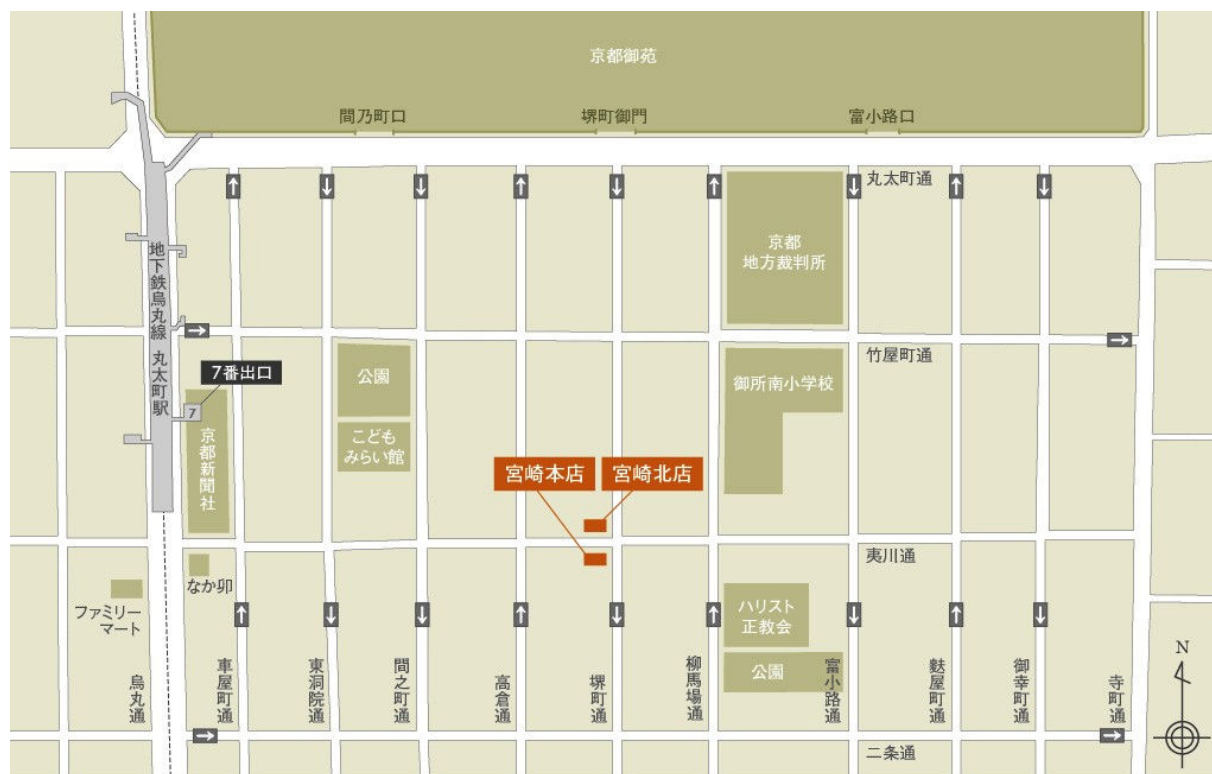 京都御苑
間乃町口
堺町御門
富小路口
丸太町通
京都
地方裁判所
地下鉄烏丸線 丸太町駅
竹屋町通
7番出口
7
公園
御所南小学校
こども
みらい館
京都新聞社
宮崎本店
宮崎北店
夷川通
なか卯
ファミリー
マート
ハリスト
正教会
公園
烏丸通
車屋町通
東洞院通
間之町通
高倉通
堺町通
柳馬場通
富小路通
麩屋町通
御幸町通
寺町通
N
二条通